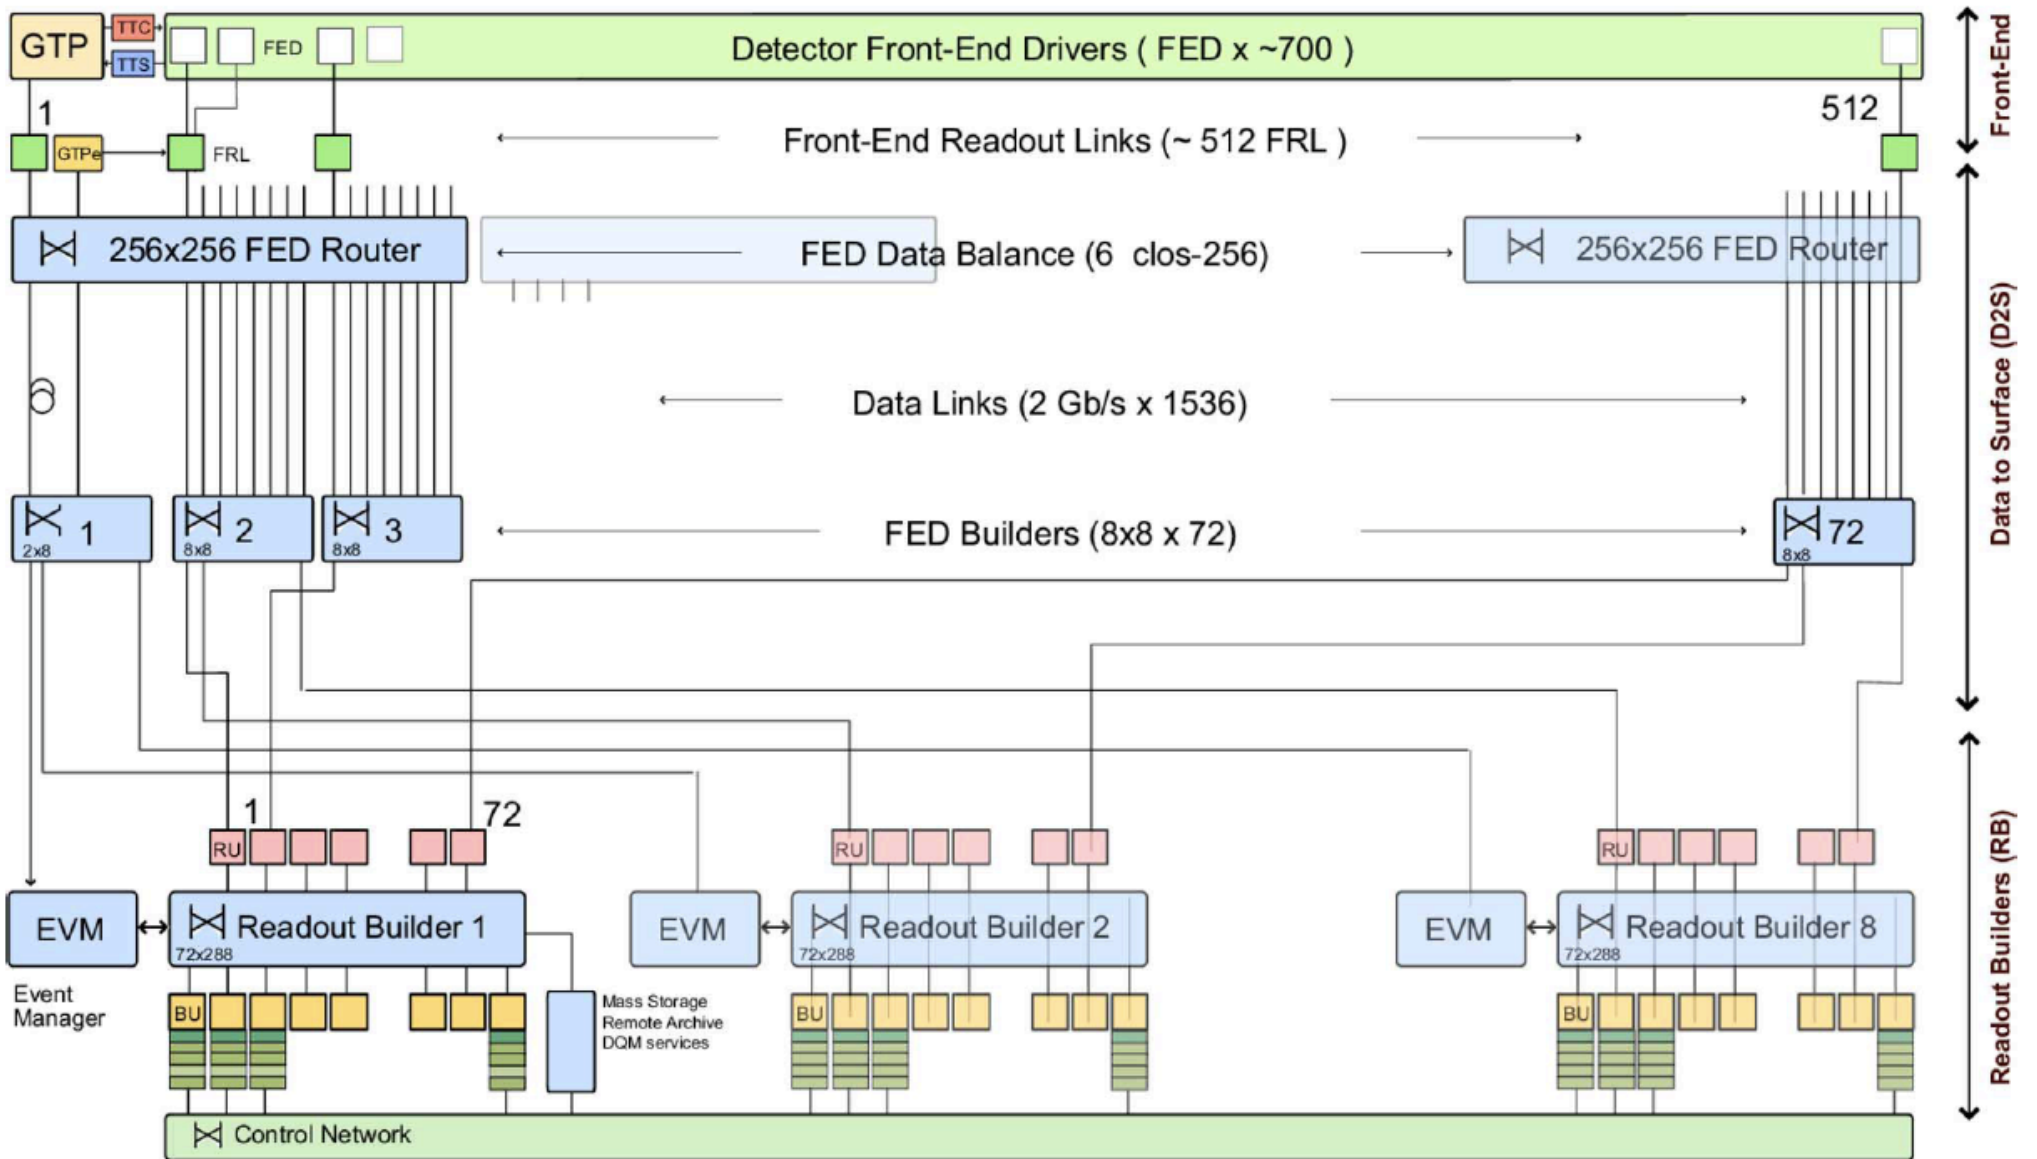 GTP
TTC
TTS
FED
Detector Front-End Drivers ( FED x ~700 )
1
512
GTPe
FRL
Front-End Readout Links (~ 512 FRL )
256x256 FED Router
FED Data Balance (6 clos-256)
256x256 FED Router
Data Links (2 Gb/s x 1536)
1
2x8
2
8x8
3
8x8
FED Builders (8x8 x 72)
72
8x8
1
72
RU
RU
RU
EVM
Readout Builder 1
72x288
EVM
Readout Builder 2
72x288
EVM
Readout Builder 8
72x288
Event
Manager
BU
Mass Storage
Remote Archive
DQM services
BU
BU
Control Network
Front-End
Data to Surface (D2S)
Readout Builders (RB)